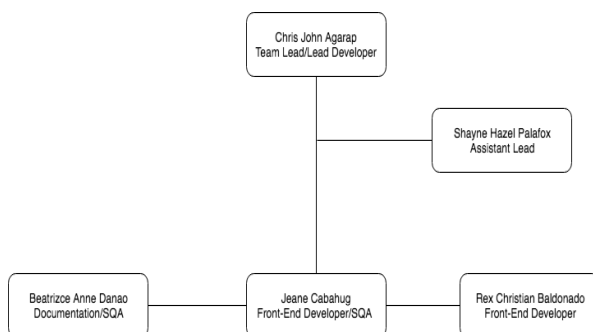 Chris John Agarap
Team Lead/Lead Developer
Shayne Hazel Palafox
Assistant Lead
Beatrizce Anne Danao
Documentation/SQA
Jeane Cabahug
Front-End Developer/SQA
Rex Christian Baldonado
Front-End Developer